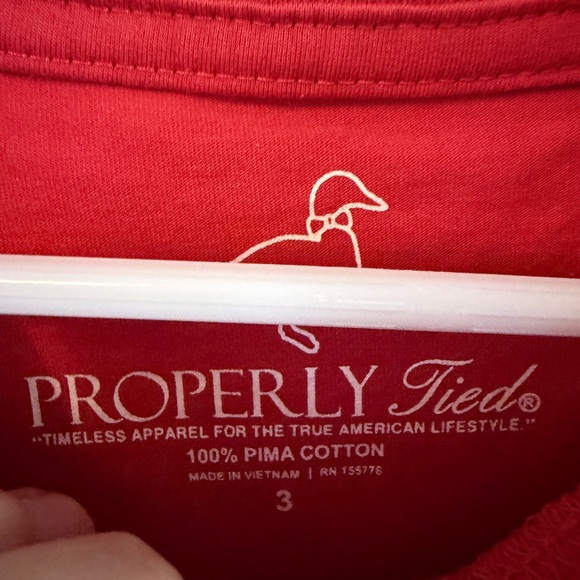 PROPERLY Tied®
"TIMELESS APPAREL FOR THE TRUE AMERICAN LIFESTYLE."
100% PIMA COTTON
MADE IN VIETNAM | RN 155776
3